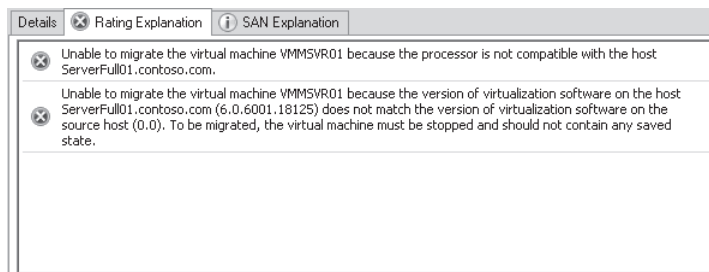 Details Rating Explanation SAN Explanation
Unable to migrate the virtual machine VMMSVR01 because the processor is not compatible with the host
ServerFull01.contoso.com.
Unable to migrate the virtual machine VMMSVR01 because the version of virtualization software on the host
ServerFull01.contoso.com (6.0.6001.18125) does not match the version of virtualization software on the
source host (0.0). To be migrated, the virtual machine must be stopped and should not contain any saved
state.